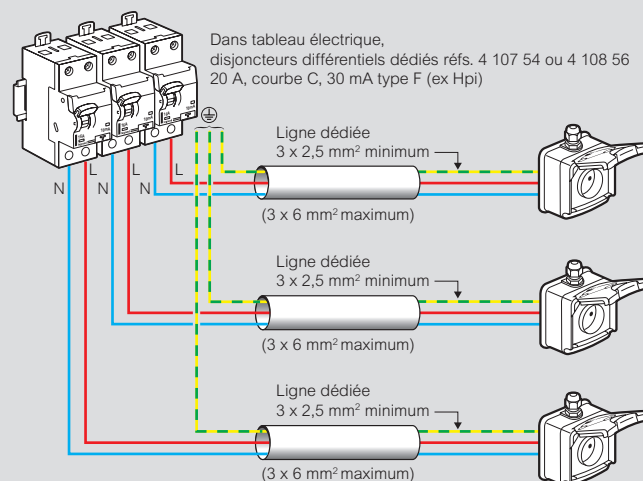 Dans tableau électrique,
disjoncteurs différentiels dédiés réfs. 4 107 54 ou 4 108 56
20 A, courbe C, 30 mA type F (ex Hpi)
N L N L N L
Ligne dédiée
3 x 2,5 mm² minimum
(3 x 6 mm² maximum)
Ligne dédiée
3 x 2,5 mm² minimum
(3 x 6 mm² maximum)
Ligne dédiée
3 x 2,5 mm² minimum
(3 x 6 mm² maximum)